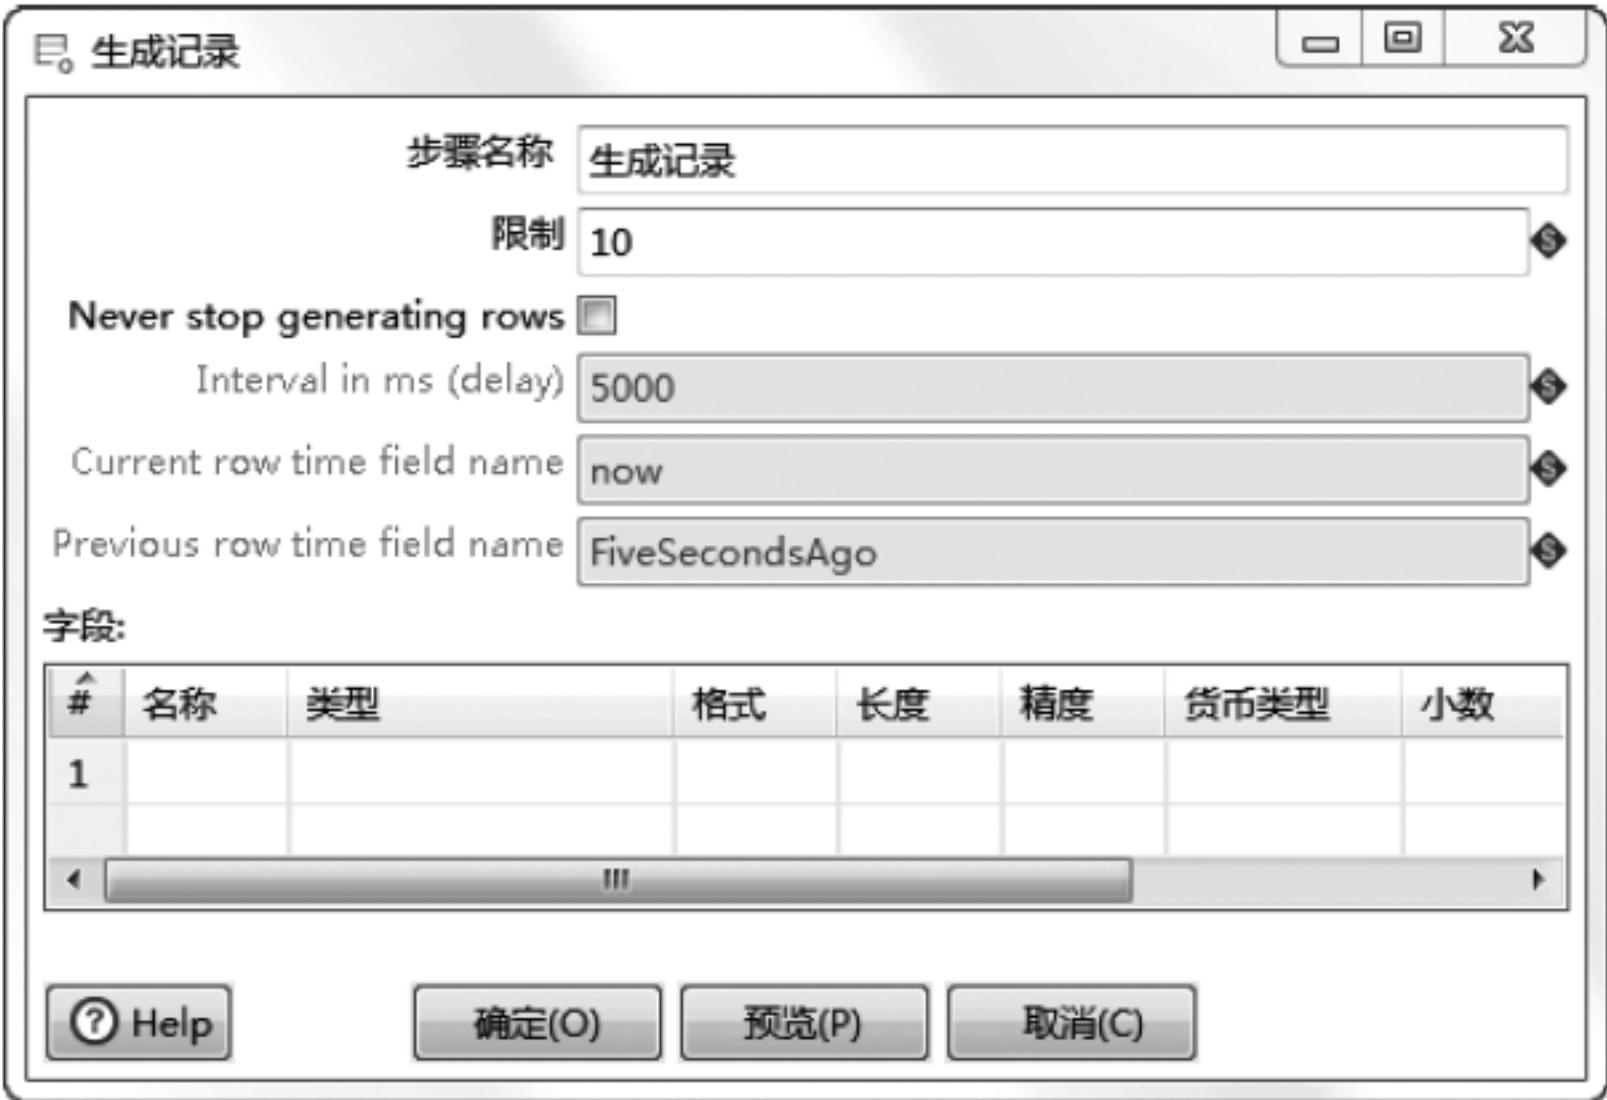 生成记录
步骤名称 生成记录
限制 10
Never stop generating rows
Interval in ms (delay) 5000
Current row time field name now
Previous row time field name FiveSecondsAgo
字段:
# 名称 类型 格式 长度 精度 货币类型 小数
1
Help 确定(O) 预览(P) 取消(C)